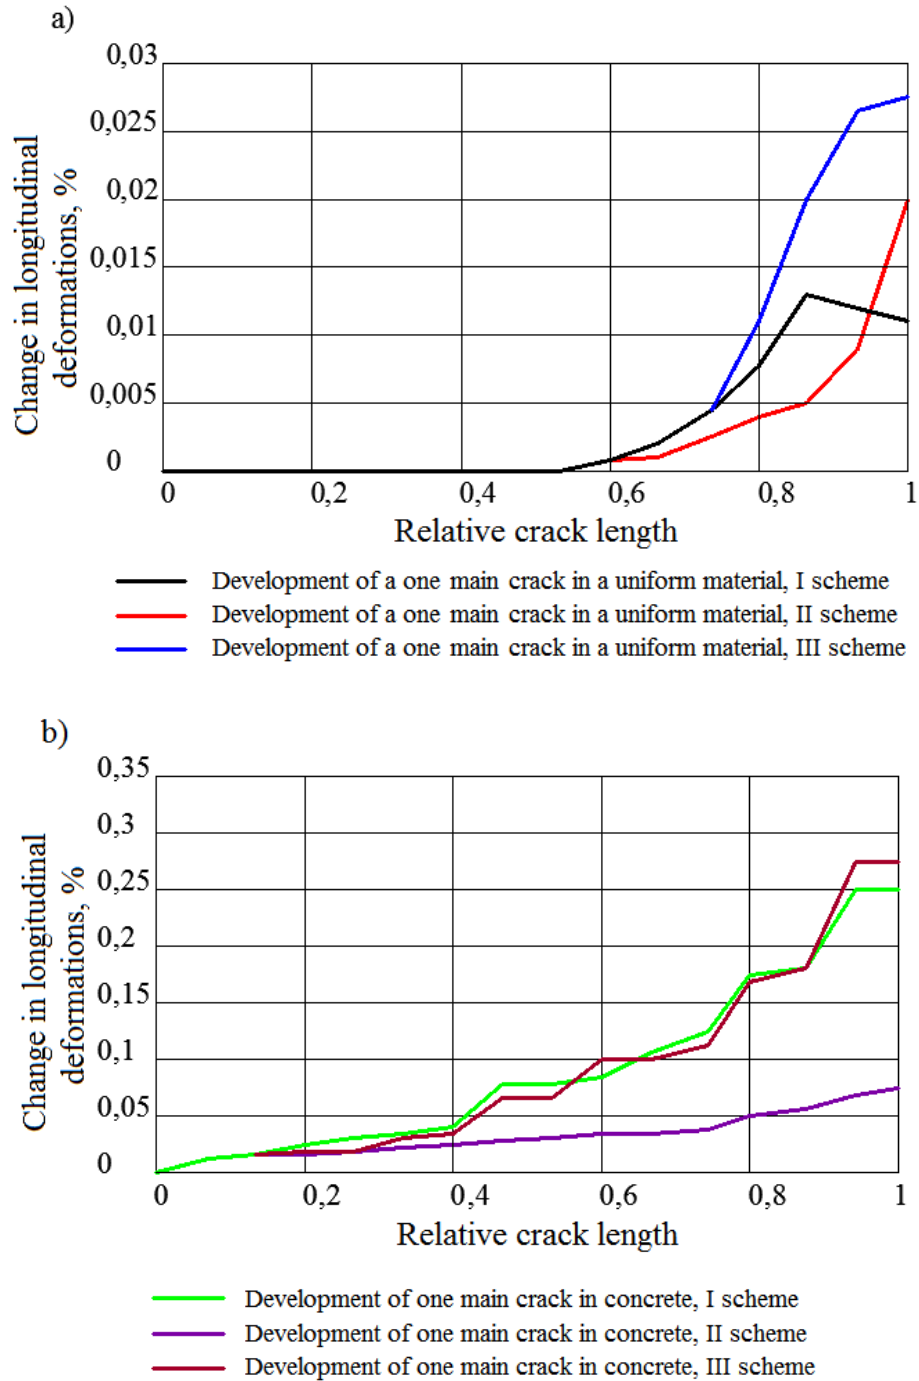 a)
0,03
0,025
0,02
0,015
0,01
0,005
0
Change in longitudinal
deformations, %
0 0,2 0,4 0,6 0,8 1
Relative crack length
Development of a one main crack in a uniform material, I scheme
Development of a one main crack in a uniform material, II scheme
Development of a one main crack in a uniform material, III scheme
b)
0,35
0,3
0,25
0,2
0,15
0,1
0,05
0
Change in longitudinal
deformations, %
0 0,2 0,4 0,6 0,8 1
Relative crack length
Development of one main crack in concrete, I scheme
Development of one main crack in concrete, II scheme
Development of one main crack in concrete, III scheme